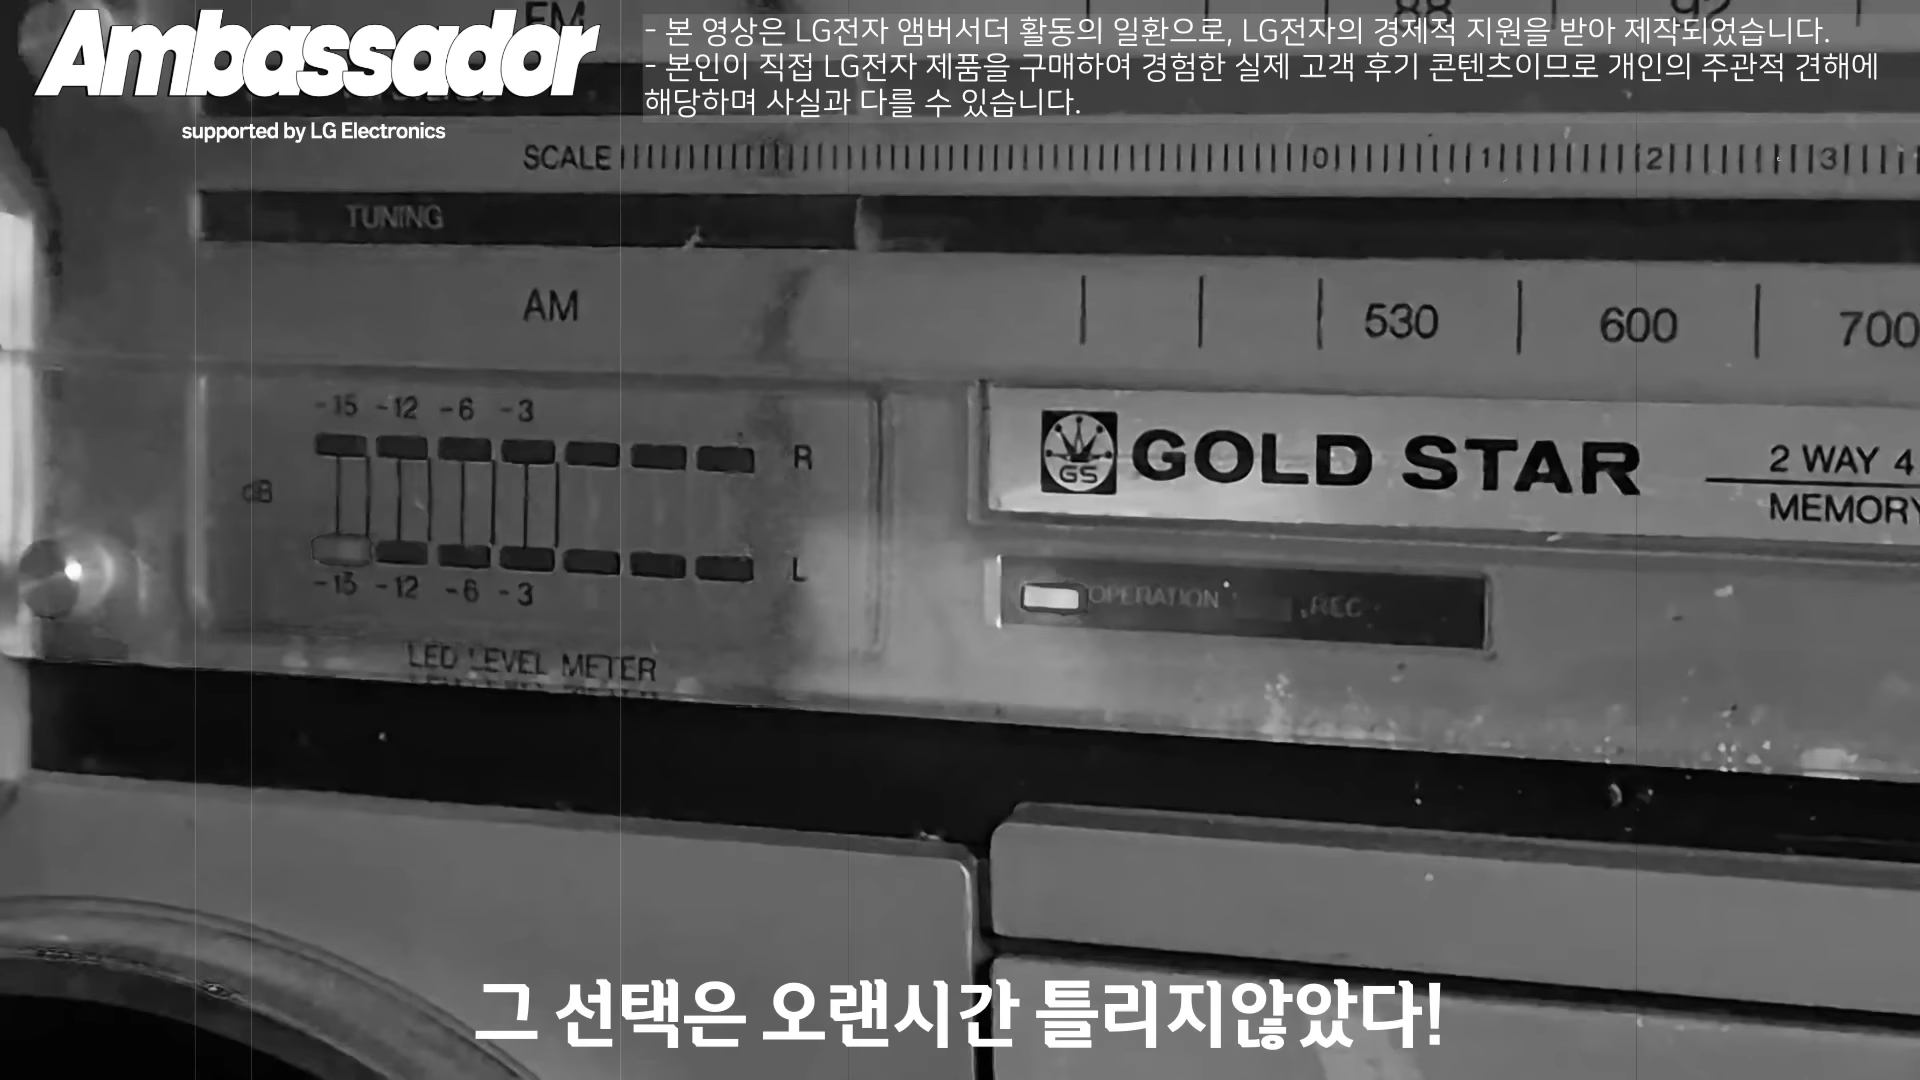 Ambassador
supported by LG Electronics
- 본 영상은 LG전자 앰버서더 활동의 일환으로, LG전자의 경제적 지원을 받아 제작되었습니다.
- 본인이 직접 LG전자 제품을 구매하여 경험한 실제 고객 후기 콘텐츠이므로 개인의 주관적 견해에
해당하며 사실과 다를 수 있습니다.
FM 88 92
SCALE 0 1 2 3
TUNING
AM 530 600 700
-15 -12 -6 -3
R
dB
L
-15 -12 -6 -3
LED LEVEL METER
GS GOLD STAR
2 WAY 4
MEMORY
OPERATION REC
그 선택은 오랜시간 틀리지않았다!